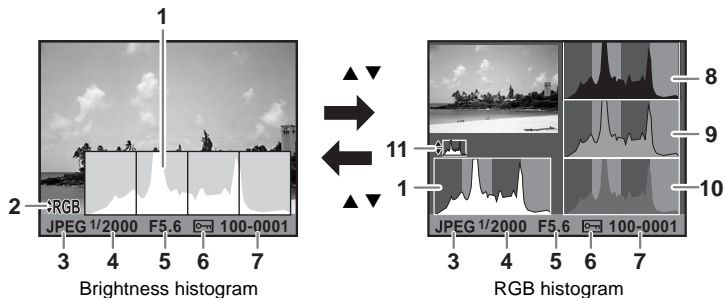 1
2
RGB
JPEG 1/2000 F5.6 100-0001
3 4 5 6 7
Brightness histogram
▲ ▼
▲ ▼
8
9
11
1
10
JPEG 1/2000 F5.6 100-0001
3 4 5 6 7
RGB histogram